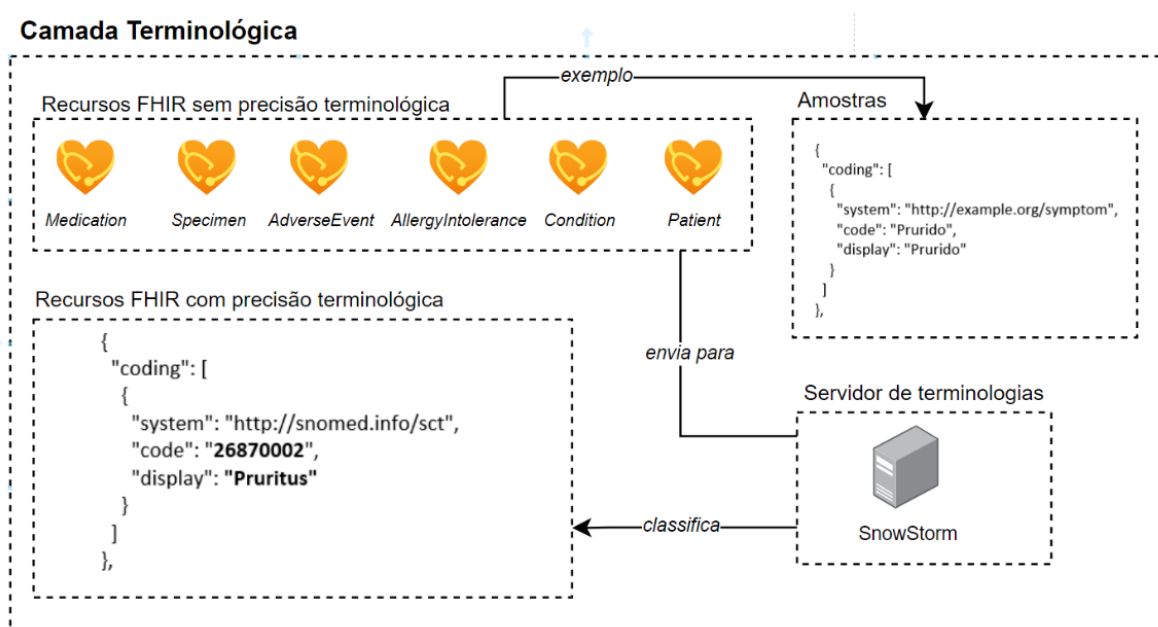 Camada Terminológica
exemplo
Recursos FHIR sem precisão terminológica
Medication
Specimen
AdverseEvent
AllergyIntolerance
Condition
Patient
Amostras
{
"coding": [
{
"system": "http://example.org/symptom",
"code": "Prurido",
"display": "Prurido"
}
]
},
Recursos FHIR com precisão terminológica
{
"coding": [
{
"system": "http://snomed.info/sct",
"code": "26870002",
"display": "Pruritus"
}
]
},
envia para
Servidor de terminologias
SnowStorm
classifica